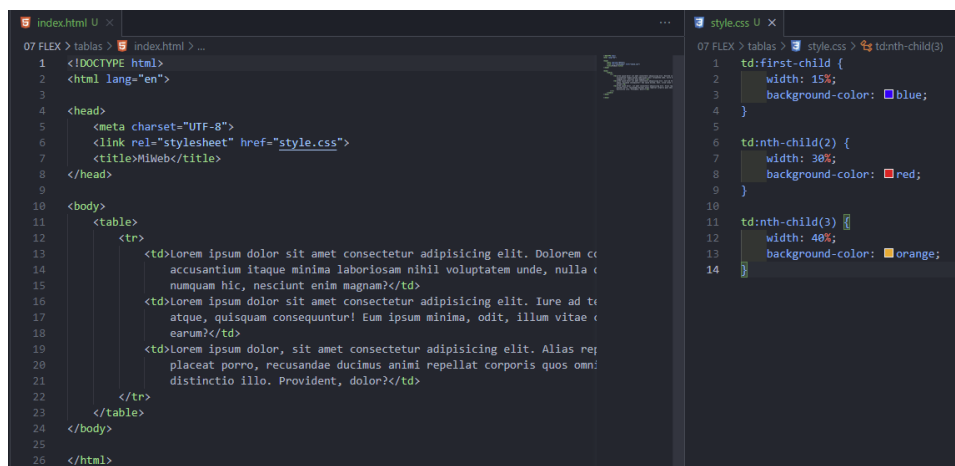 index.html U ×
07 FLEX > tablas > index.html > ...
1 <!DOCTYPE html>
2 <html lang="en">
3
4 <head>
5 <meta charset="UTF-8">
6 <link rel="stylesheet" href="style.css">
7 <title>MiWeb</title>
8 </head>
9
10 <body>
11 <table>
12 <tr>
13 <td>Lorem ipsum dolor sit amet consectetur adipisicing elit. Dolorem
14 accusantium itaque minima laboriosam nihil voluptatem unde, nulla
15 numquam hic, nesciunt enim magnam?</td>
16 <td>Lorem ipsum dolor sit amet consectetur adipisicing elit. Iure ad
17 atque, quisquam consequuntur! Eum ipsum minima, odit, illum vitae
18 earum?</td>
19 <td>Lorem ipsum dolor, sit amet consectetur adipisicing elit. Alias
20 placeat porro, recusandae ducimus animi repellat corporis quos
21 distinctio illo. Provident, dolor?</td>
22 </tr>
23 </table>
24 </body>
25
26 </html>
style.css U ×
07 FLEX > tablas > style.css > td:nth-child(3)
1 td:first-child {
2 width: 15%;
3 background-color: blue;
4 }
5
6 td:nth-child(2) {
7 width: 30%;
8 background-color: red;
9 }
10
11 td:nth-child(3) {
12 width: 40%;
13 background-color: orange;
14 }